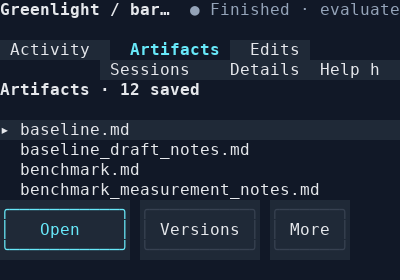 Greenlight / bar… ● Finished · evaluate
Activity Artifacts Edits
Sessions Details Help h
Artifacts · 12 saved
▸ baseline.md
baseline_draft_notes.md
benchmark.md
benchmark_measurement_notes.md
Open Versions More